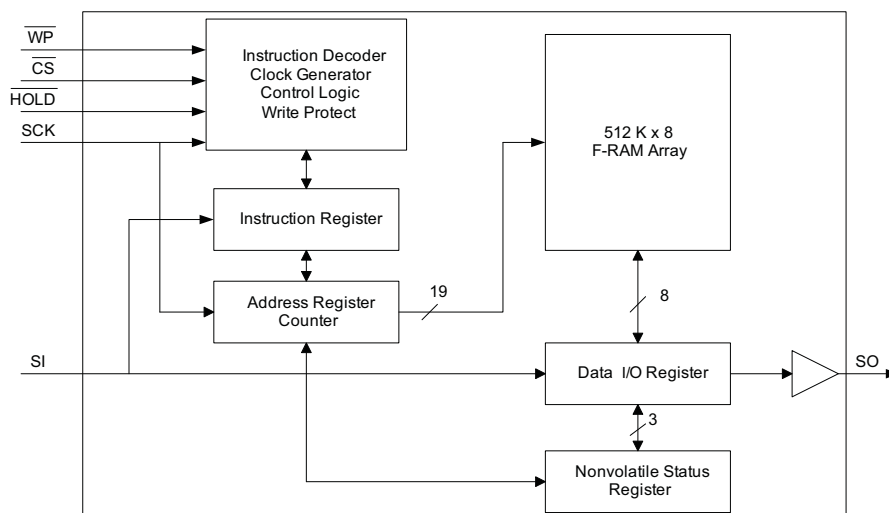 WP
CS
HOLD
SCK
Instruction Decoder
Clock Generator
Control Logic
Write Protect
512 K x 8
F-RAM Array
Instruction Register
Address Register
Counter
19
8
SI
Data I/O Register
SO
3
Nonvolatile Status
Register